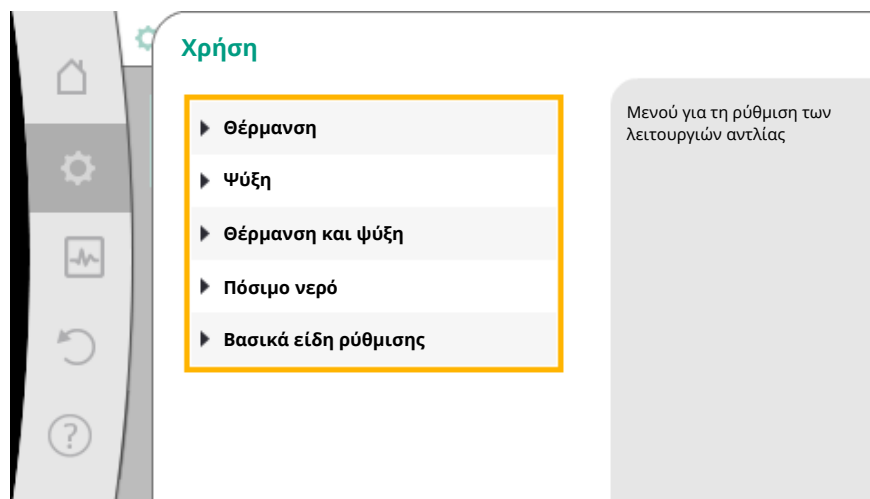 Χρήση
Θέρμανση
Ψύξη
Θέρμανση και ψύξη
Πόσιμο νερό
Βασικά είδη ρύθμισης
Μενού για τη ρύθμιση των
λειτουργιών αντλίας
?